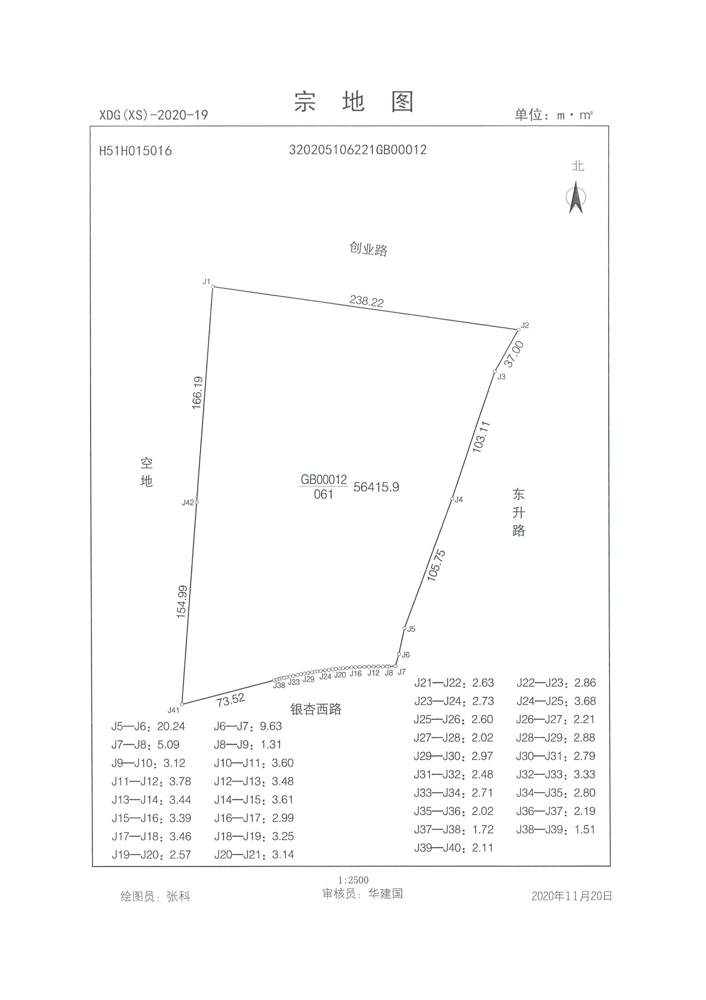 宗地图
XDG(XS)-2020-19
单位：m·㎡
H51H015016
320205106221GB00012
北
创业路
J1
238.22
J2
37.00
J3
166.19
103.11
空地
GB00012
061
56415.9
J42
J4
东升路
105.75
154.99
J5
J6
J7
J8
J12
J16
J20
J24
J29
J33
J38
73.52
J41
银杏西路
J5—J6：20.24 J6—J7：9.63
J7—J8：5.09 J8—J9：1.31
J9—J10：3.12 J10—J11：3.60
J11—J12：3.78 J12—J13：3.48
J13—J14：3.44 J14—J15：3.61
J15—J16：3.39 J16—J17：2.99
J17—J18：3.46 J18—J19：3.25
J19—J20：2.57 J20—J21：3.14
J21—J22：2.63 J22—J23：2.86
J23—J24：2.73 J24—J25：3.68
J25—J26：2.60 J26—J27：2.21
J27—J28：2.02 J28—J29：2.88
J29—J30：2.97 J30—J31：2.79
J31—J32：2.48 J32—J33：3.33
J33—J34：2.71 J34—J35：2.80
J35—J36：2.02 J36—J37：2.19
J37—J38：1.72 J38—J39：1.51
J39—J40：2.11
1:2500
绘图员：张科
审核员：华建国
2020年11月20日